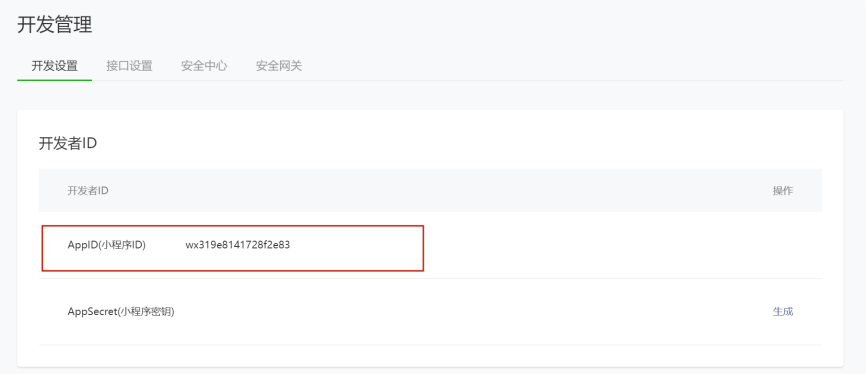 开发管理
开发设置 接口设置 安全中心 安全网关
开发者ID
开发者ID 操作
AppID(小程序ID) wx319e8141728f2e83
AppSecret(小程序密钥) 生成